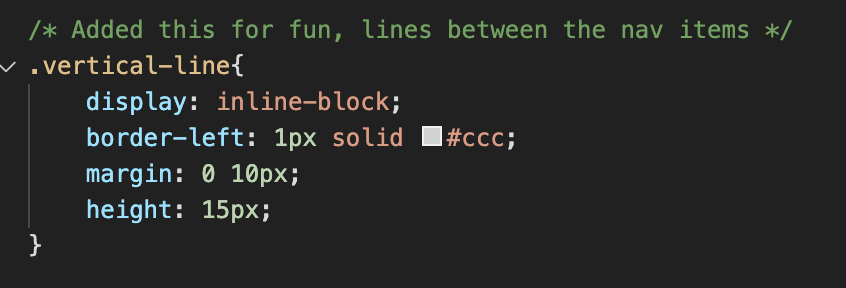 /* Added this for fun, lines between the nav items */
.vertical-line{
    display: inline-block;
    border-left: 1px solid #ccc;
    margin: 0 10px;
    height: 15px;
}